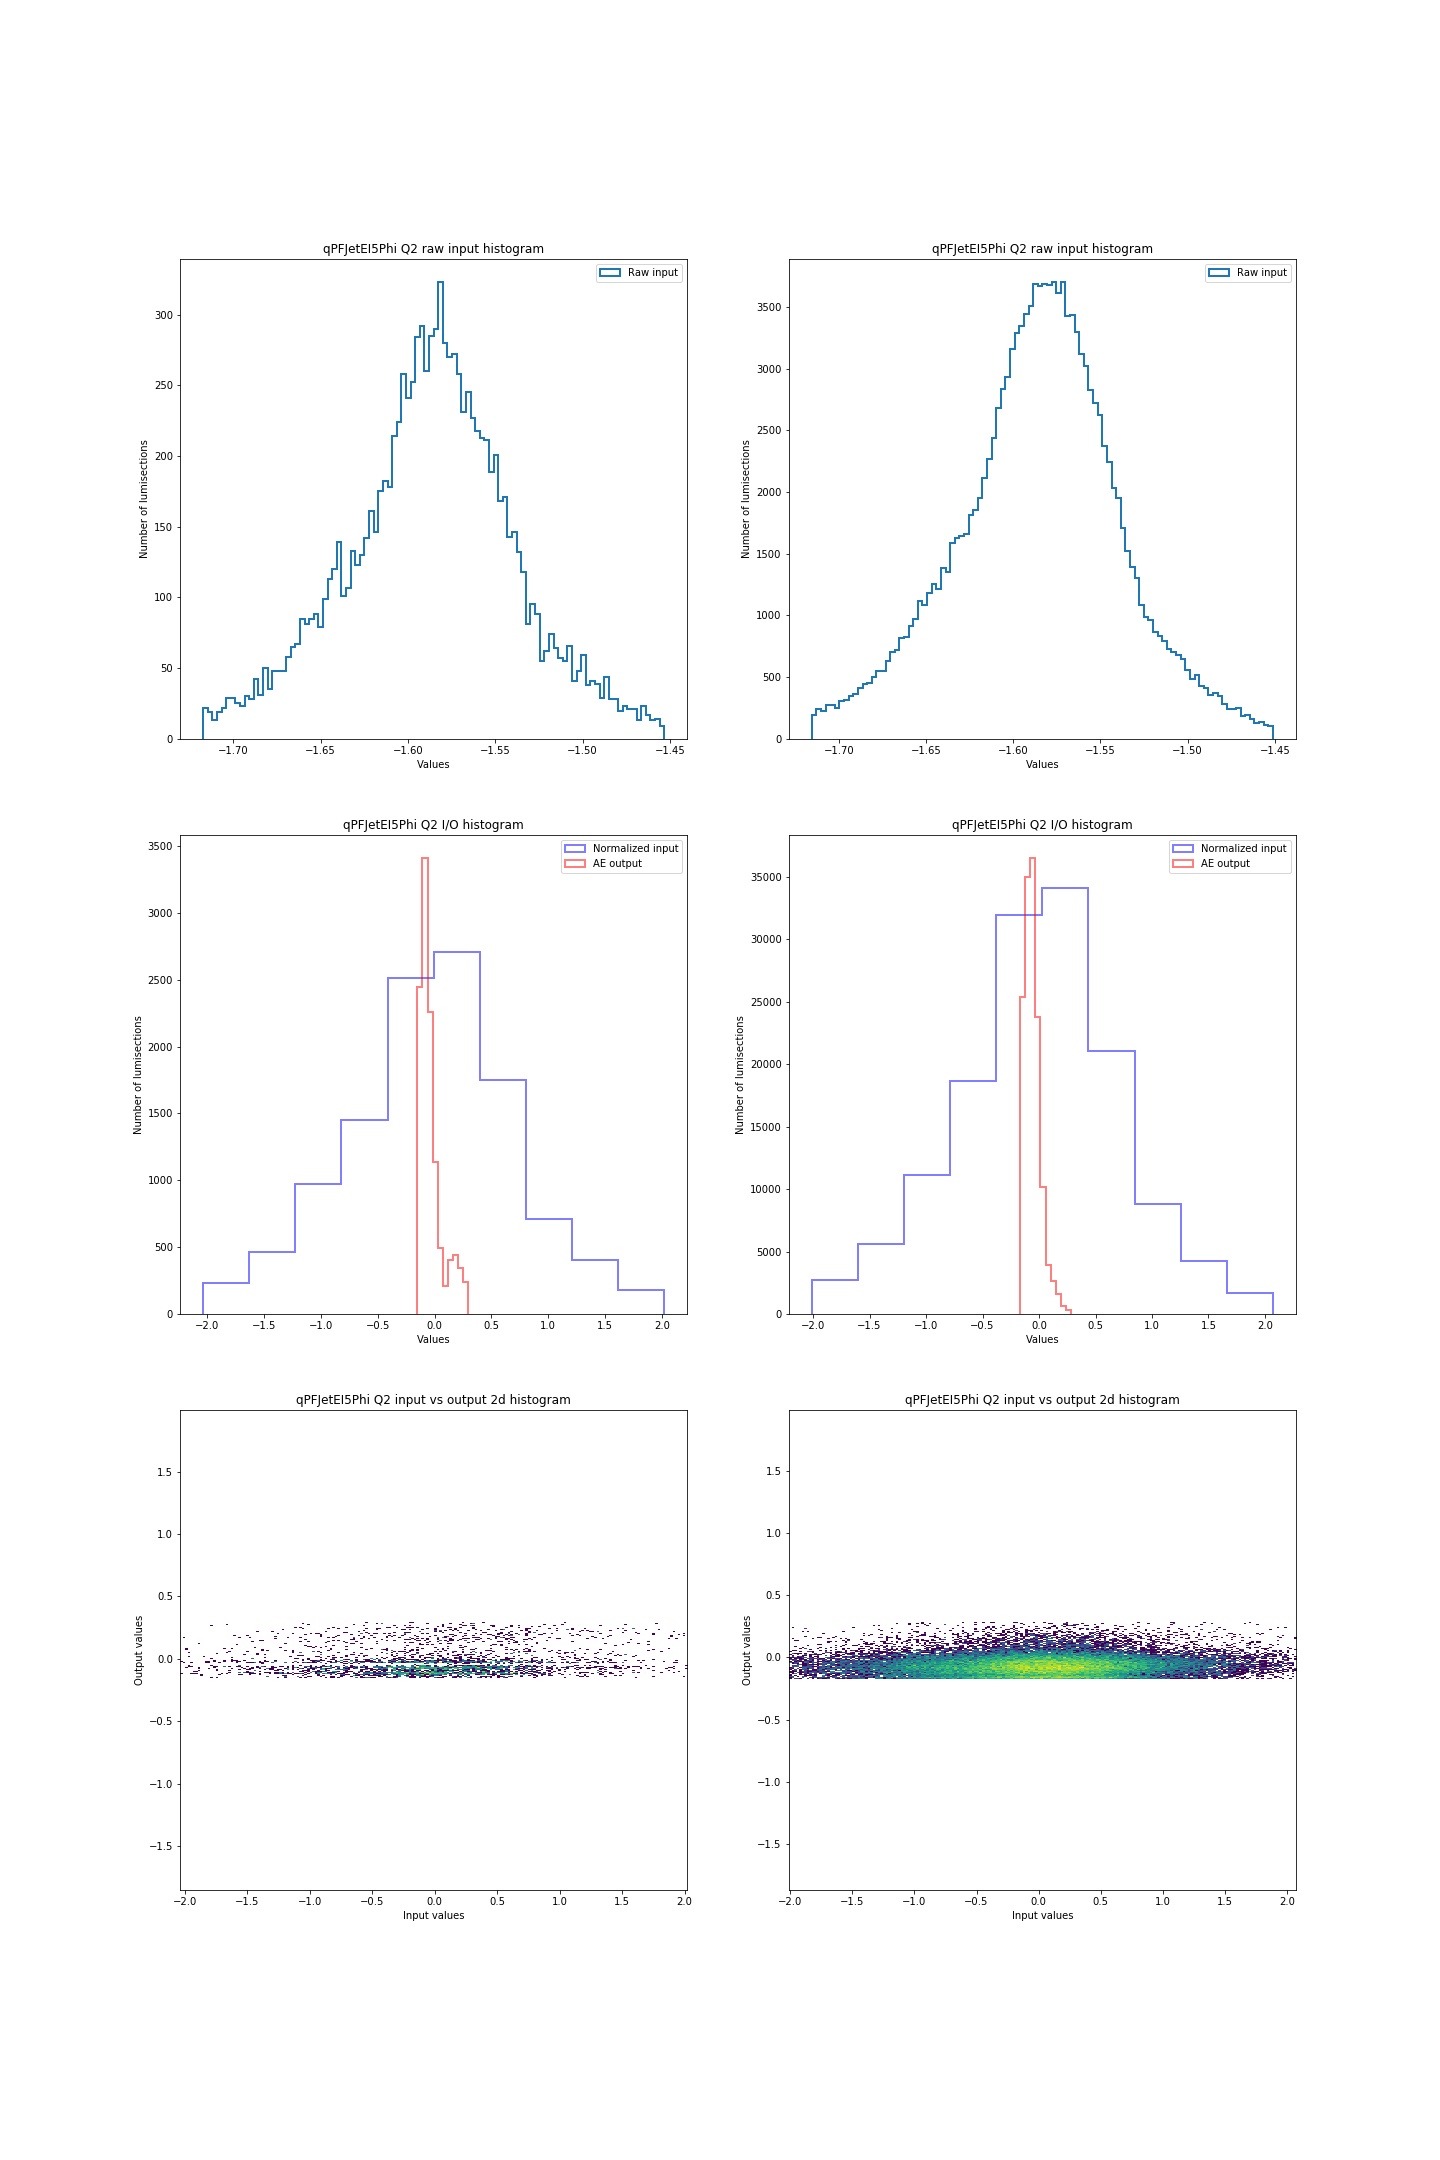 qPFJetEI5Phi Q2 raw input histogram
Raw input
300
250
200
150
100
50
0
Number of lumisections
−1.70 −1.65 −1.60 −1.55 −1.50 −1.45
Values
qPFJetEI5Phi Q2 raw input histogram
Raw input
3500
3000
2500
2000
1500
1000
500
0
Number of lumisections
−1.70 −1.65 −1.60 −1.55 −1.50 −1.45
Values
qPFJetEI5Phi Q2 I/O histogram
Normalized input
AE output
3500
3000
2500
2000
1500
1000
500
0
Number of lumisections
−2.0 −1.5 −1.0 −0.5 0.0 0.5 1.0 1.5 2.0
Values
qPFJetEI5Phi Q2 I/O histogram
Normalized input
AE output
35000
30000
25000
20000
15000
10000
5000
0
Number of lumisections
−2.0 −1.5 −1.0 −0.5 0.0 0.5 1.0 1.5 2.0
Values
qPFJetEI5Phi Q2 input vs output 2d histogram
1.5
1.0
0.5
0.0
−0.5
−1.0
−1.5
Output values
−2.0 −1.5 −1.0 −0.5 0.0 0.5 1.0 1.5 2.0
Input values
qPFJetEI5Phi Q2 input vs output 2d histogram
1.5
1.0
0.5
0.0
−0.5
−1.0
−1.5
Output values
−2.0 −1.5 −1.0 −0.5 0.0 0.5 1.0 1.5 2.0
Input values